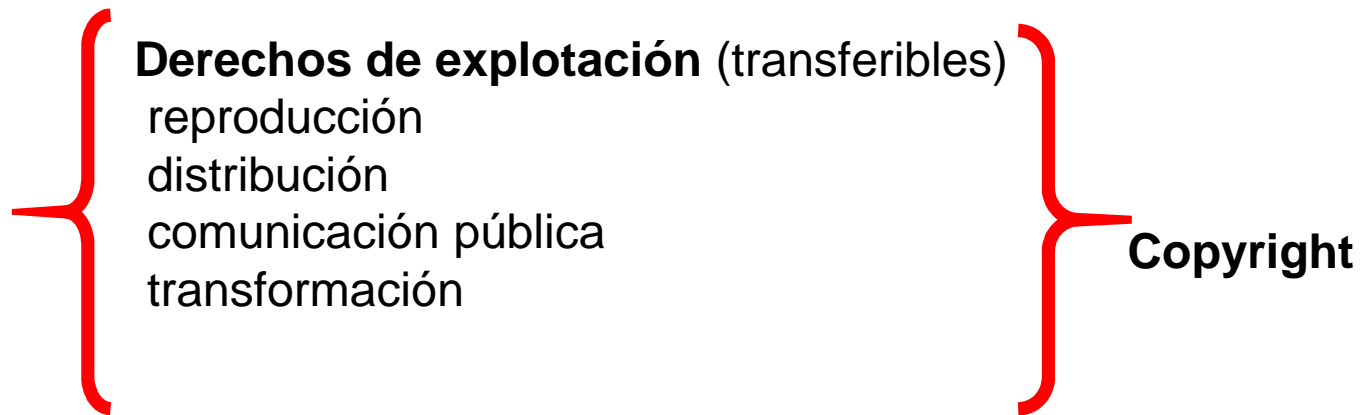 Derechos de explotación (transferibles)
reproducción
distribución
comunicación pública
transformación
Copyright